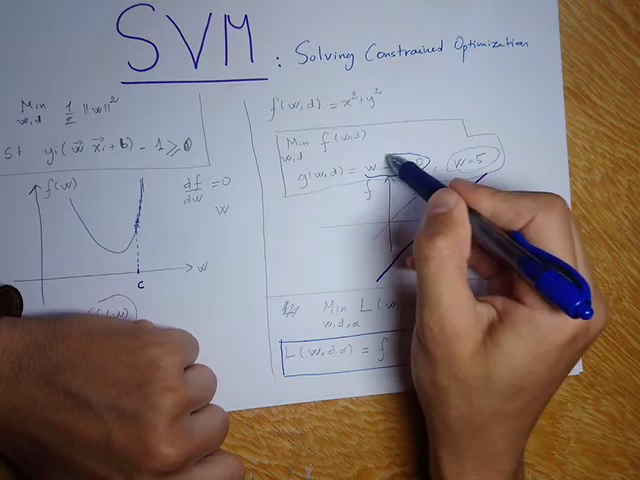 SVM : Solving Constrained Optimization
Min 1/2 ||w||²
w,d
s.t yᵢ(w⃗ x⃗ᵢ + b) - 1 ≥ 0
f(w)
df/dw = 0
w
w
c
f(w)
f(w,d) = x² + y²
Min f(w,d)
w,d
g(w,d) = w
w=5
f
Min L(w,
w,d,α
L(w,d,α) = f